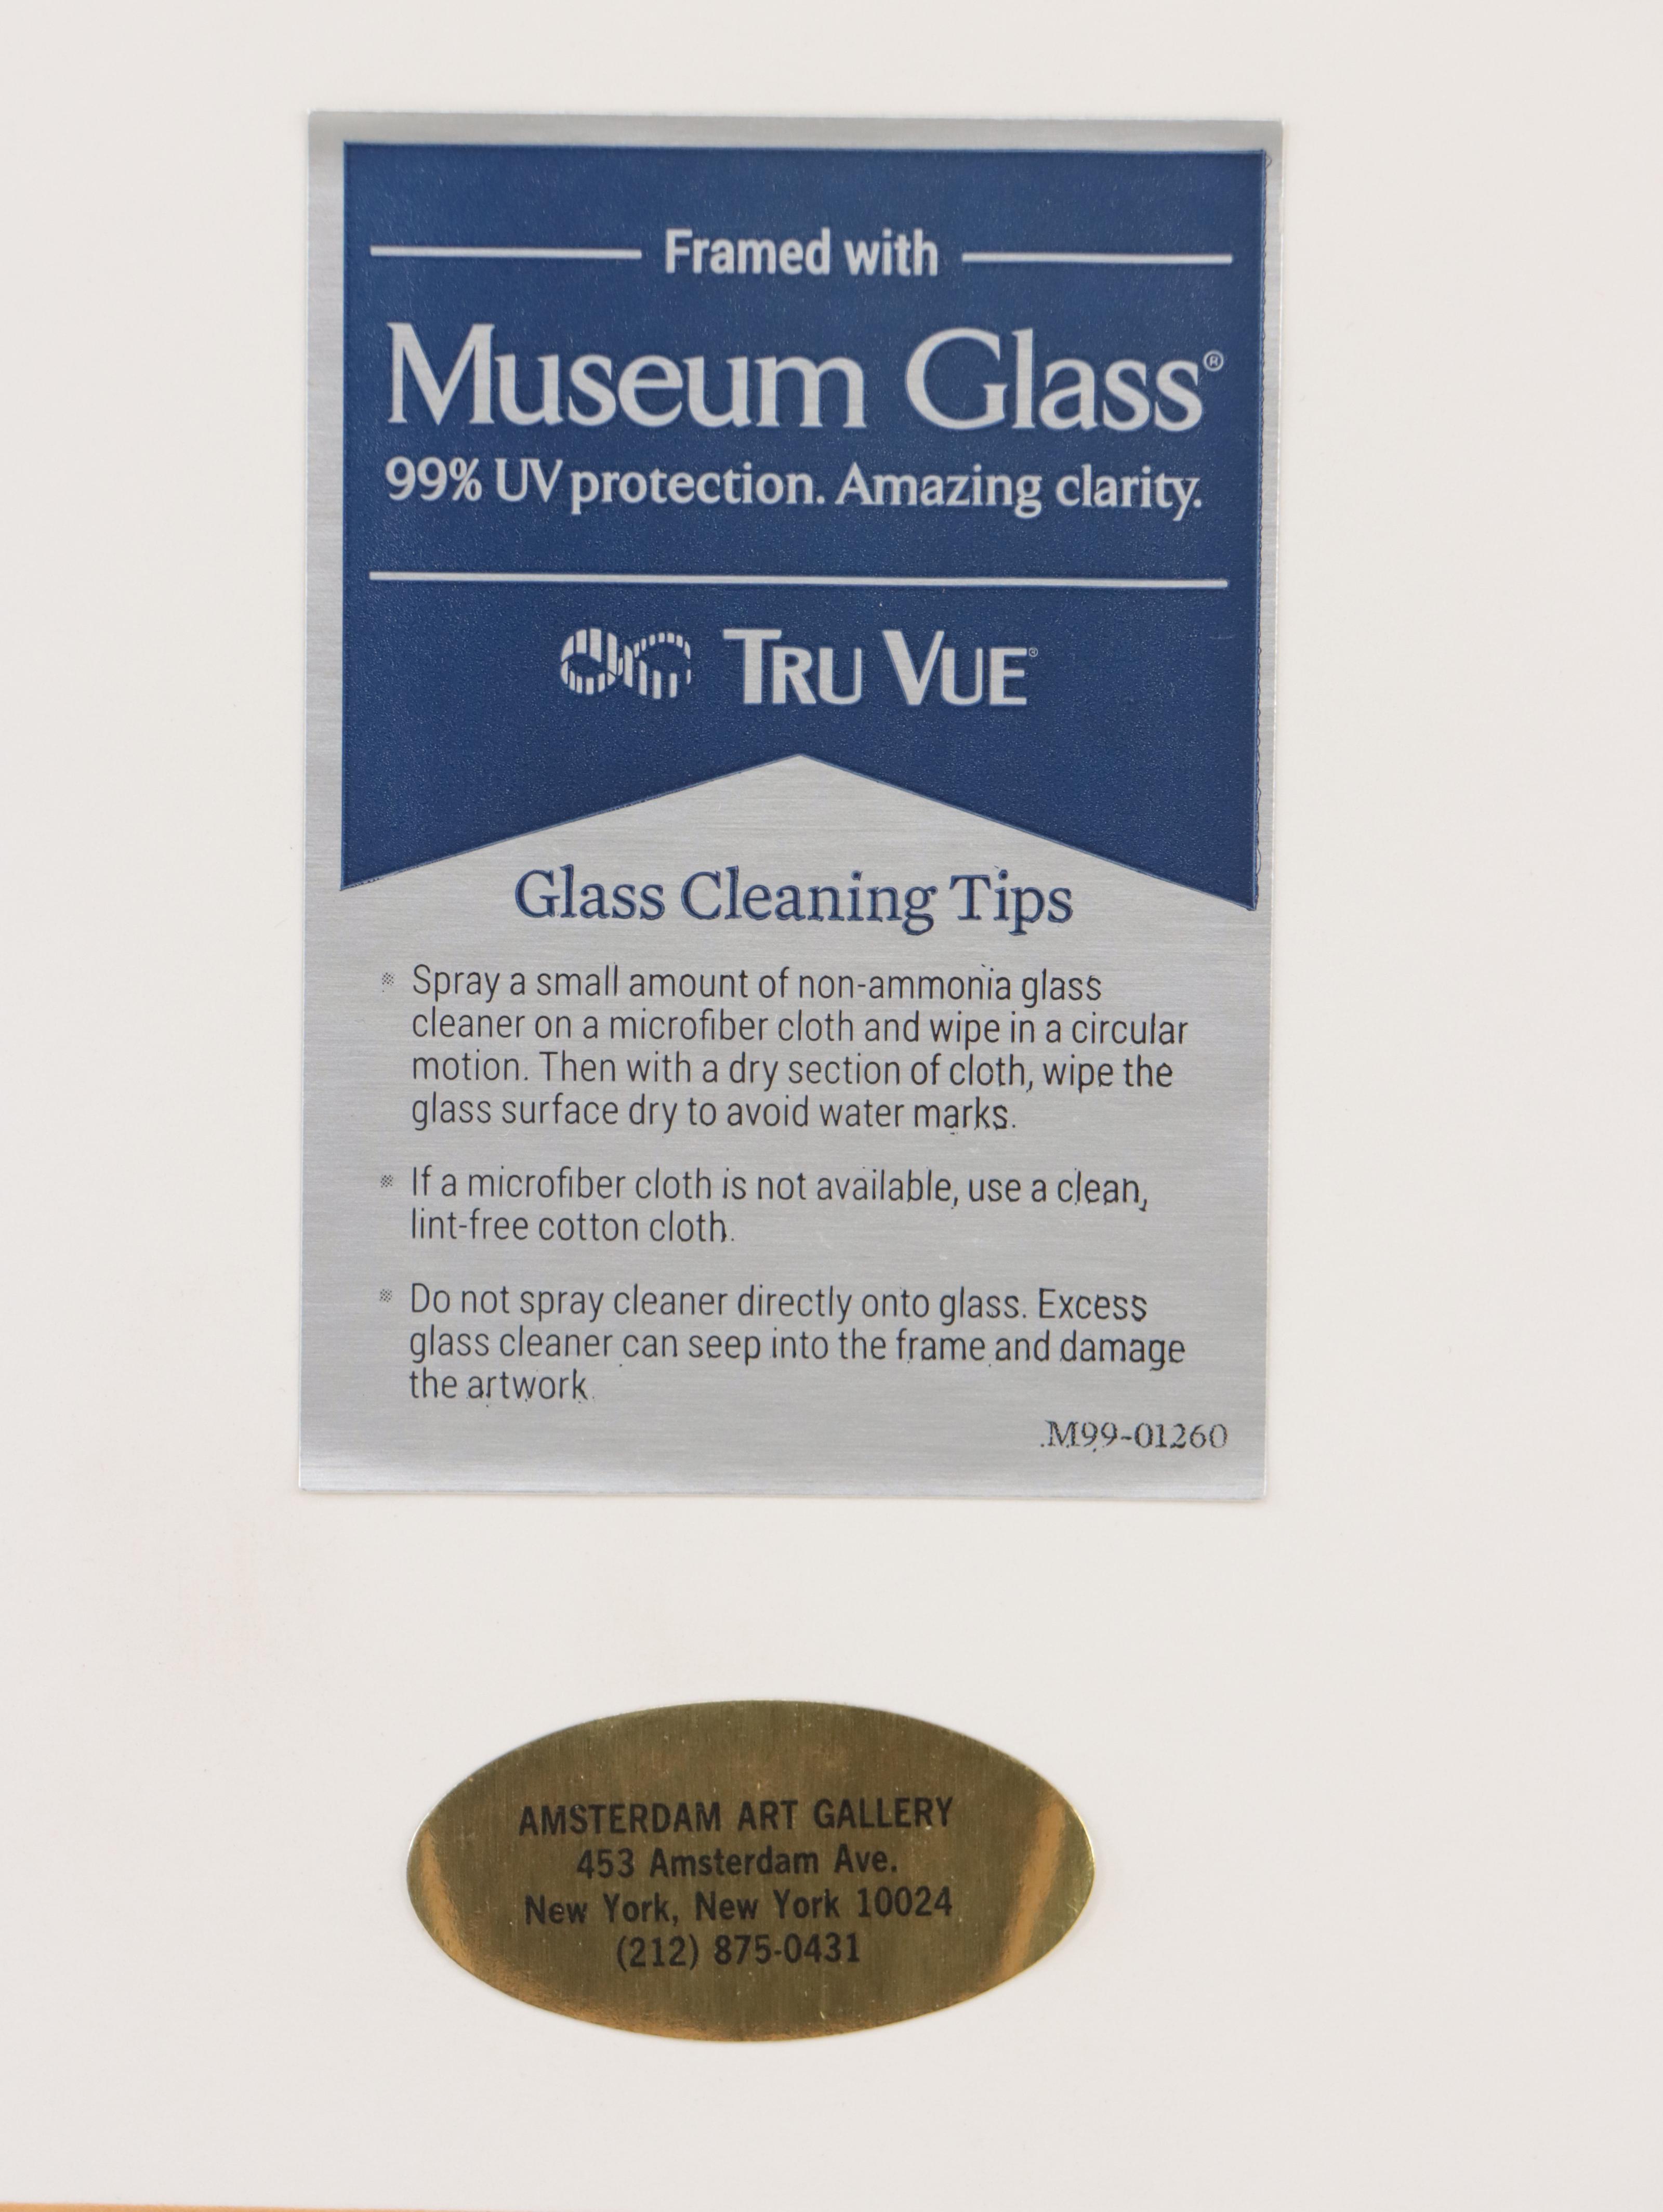 Framed with
Museum Glass®
99% UV protection. Amazing clarity.
TRU VUE®
Glass Cleaning Tips
Spray a small amount of non-ammonia glass
cleaner on a microfiber cloth and wipe in a circular
motion. Then with a dry section of cloth, wipe the
glass surface dry to avoid water marks.
If a microfiber cloth is not available, use a clean,
lint-free cotton cloth.
Do not spray cleaner directly onto glass. Excess
glass cleaner can seep into the frame and damage
the artwork.
M99-01260
AMSTERDAM ART GALLERY
453 Amsterdam Ave.
New York, New York 10024
(212) 875-0431